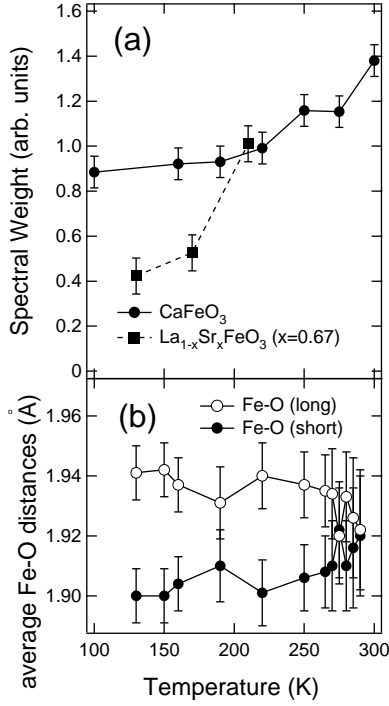 (a)
Spectral Weight (arb. units)
1.6
1.4
1.2
1.0
0.8
0.6
0.4
0.2
0
CaFeO3
La1-xSrxFeO3 (x=0.67)
(b)
Fe-O (long)
Fe-O (short)
average Fe-O distances (Å)
1.96
1.94
1.92
1.90
100 150 200 250 300
Temperature (K)